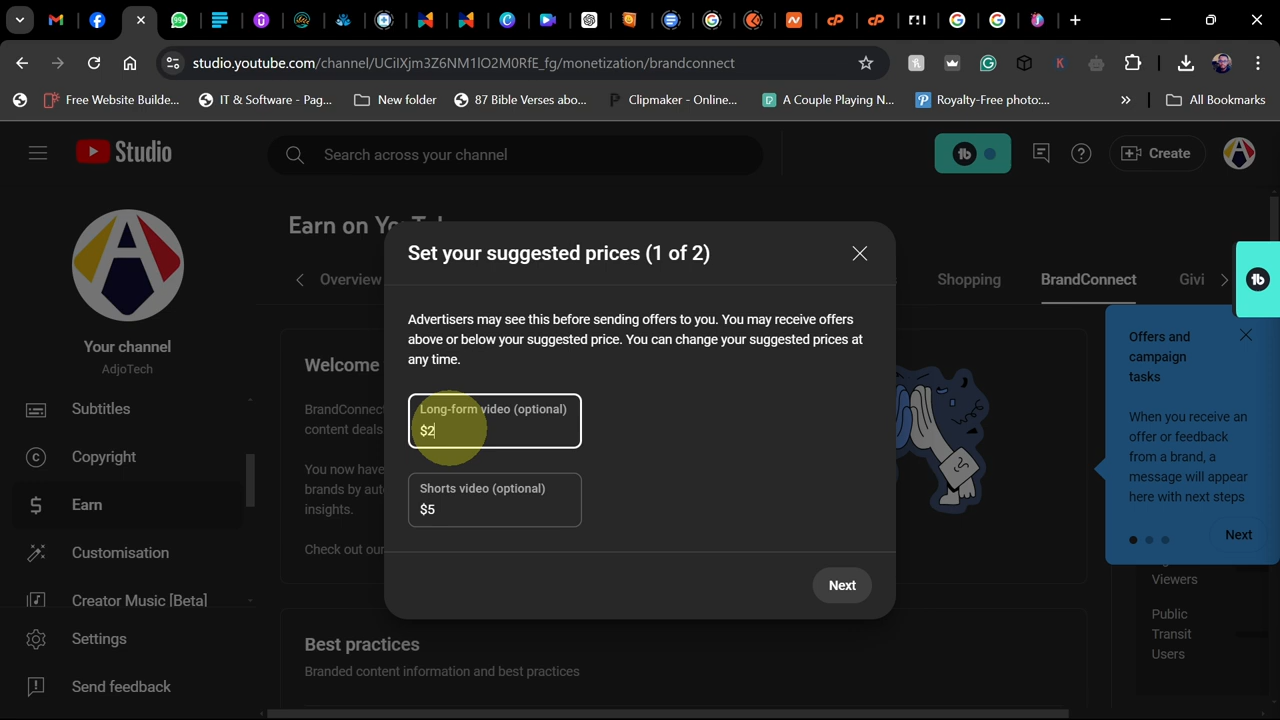 99+
studio.youtube.com/channel/UCilXjm3Z6NM1lO2M0RfE_fg/monetization/brandconnect
Free Website Builde...
IT & Software - Pag...
New folder
87 Bible Verses abo...
Clipmaker - Online...
A Couple Playing N...
Royalty-Free photo:...
»
All Bookmarks
Studio
Search across your channel
Create
Your channel
AdjoTech
Subtitles
Copyright
Earn
Customisation
Creator Music [Beta]
Settings
Send feedback
Earn on
Overview
Shopping
BrandConnect
Givi
Welcome
BrandConnect
content deals
You now have
brands by
insights.
Check out our
Best practices
Branded content information and best practices
Set your suggested prices (1 of 2)
Advertisers may see this before sending offers to you. You may receive offers
above or below your suggested price. You can change your suggested prices at
any time.
Long-form video (optional)
$2
Shorts video (optional)
$5
Next
Offers and
campaign
tasks
When you receive an
offer or feedback
from a brand, a
message will appear
here with next steps
Next
Viewers
Public
Transit
Users